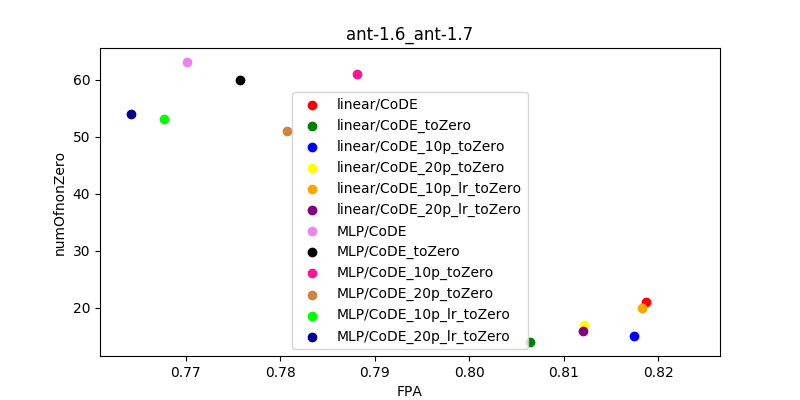 ant-1.6_ant-1.7
60
50
40
30
20
numOfnonZero
linear/CoDE
linear/CoDE_toZero
linear/CoDE_10p_toZero
linear/CoDE_20p_toZero
linear/CoDE_10p_lr_toZero
linear/CoDE_20p_lr_toZero
MLP/CoDE
MLP/CoDE_toZero
MLP/CoDE_10p_toZero
MLP/CoDE_20p_toZero
MLP/CoDE_10p_lr_toZero
MLP/CoDE_20p_lr_toZero
0.77 0.78 0.79 0.80 0.81 0.82
FPA